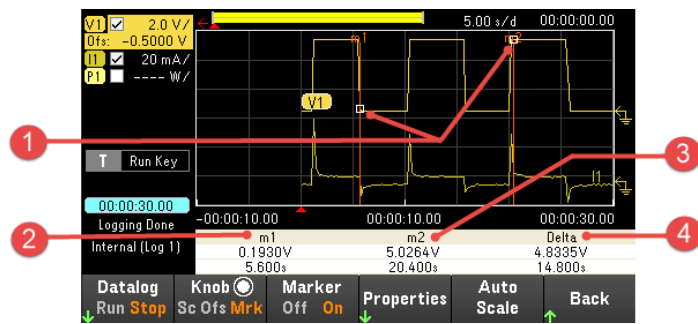 V1 2.0 V/
Ofs: -0.5000 V
I1 20 mA/
P1 ---- W/
5.00 s/d 00:00:00.00
m1 m2
V1
I1
T Run Key
00:00:30.00
Logging Done
Internal (Log 1)
-00:00:10.00 00:00:10.00 00:00:30.00
m1 m2 Delta
0.1930V 5.0264V 4.8335V
5.600s 20.400s 14.800s
Datalog Knob Marker Properties Auto Back
Run Stop Sc Ofs Mrk Off On Scale
1
2
3
4